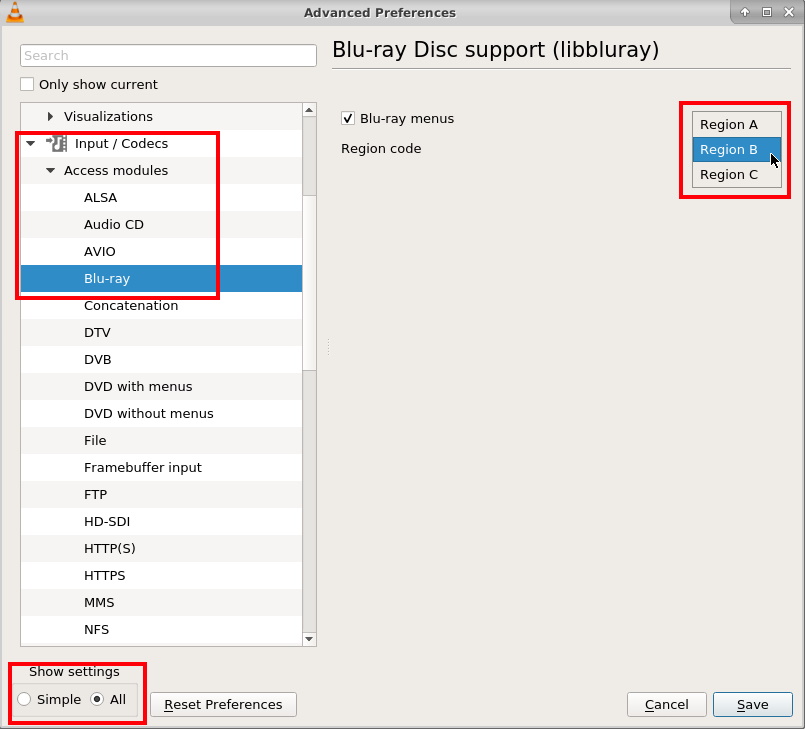 Advanced Preferences
Search
Only show current
Visualizations
Input / Codecs
Access modules
ALSA
Audio CD
AVIO
Blu-ray
Concatenation
DTV
DVB
DVD with menus
DVD without menus
File
Framebuffer input
FTP
HD-SDI
HTTP(S)
HTTPS
MMS
NFS
Show settings
Simple All
Reset Preferences
Blu-ray Disc support (libbluray)
Blu-ray menus
Region code
Region A
Region B
Region C
Cancel Save